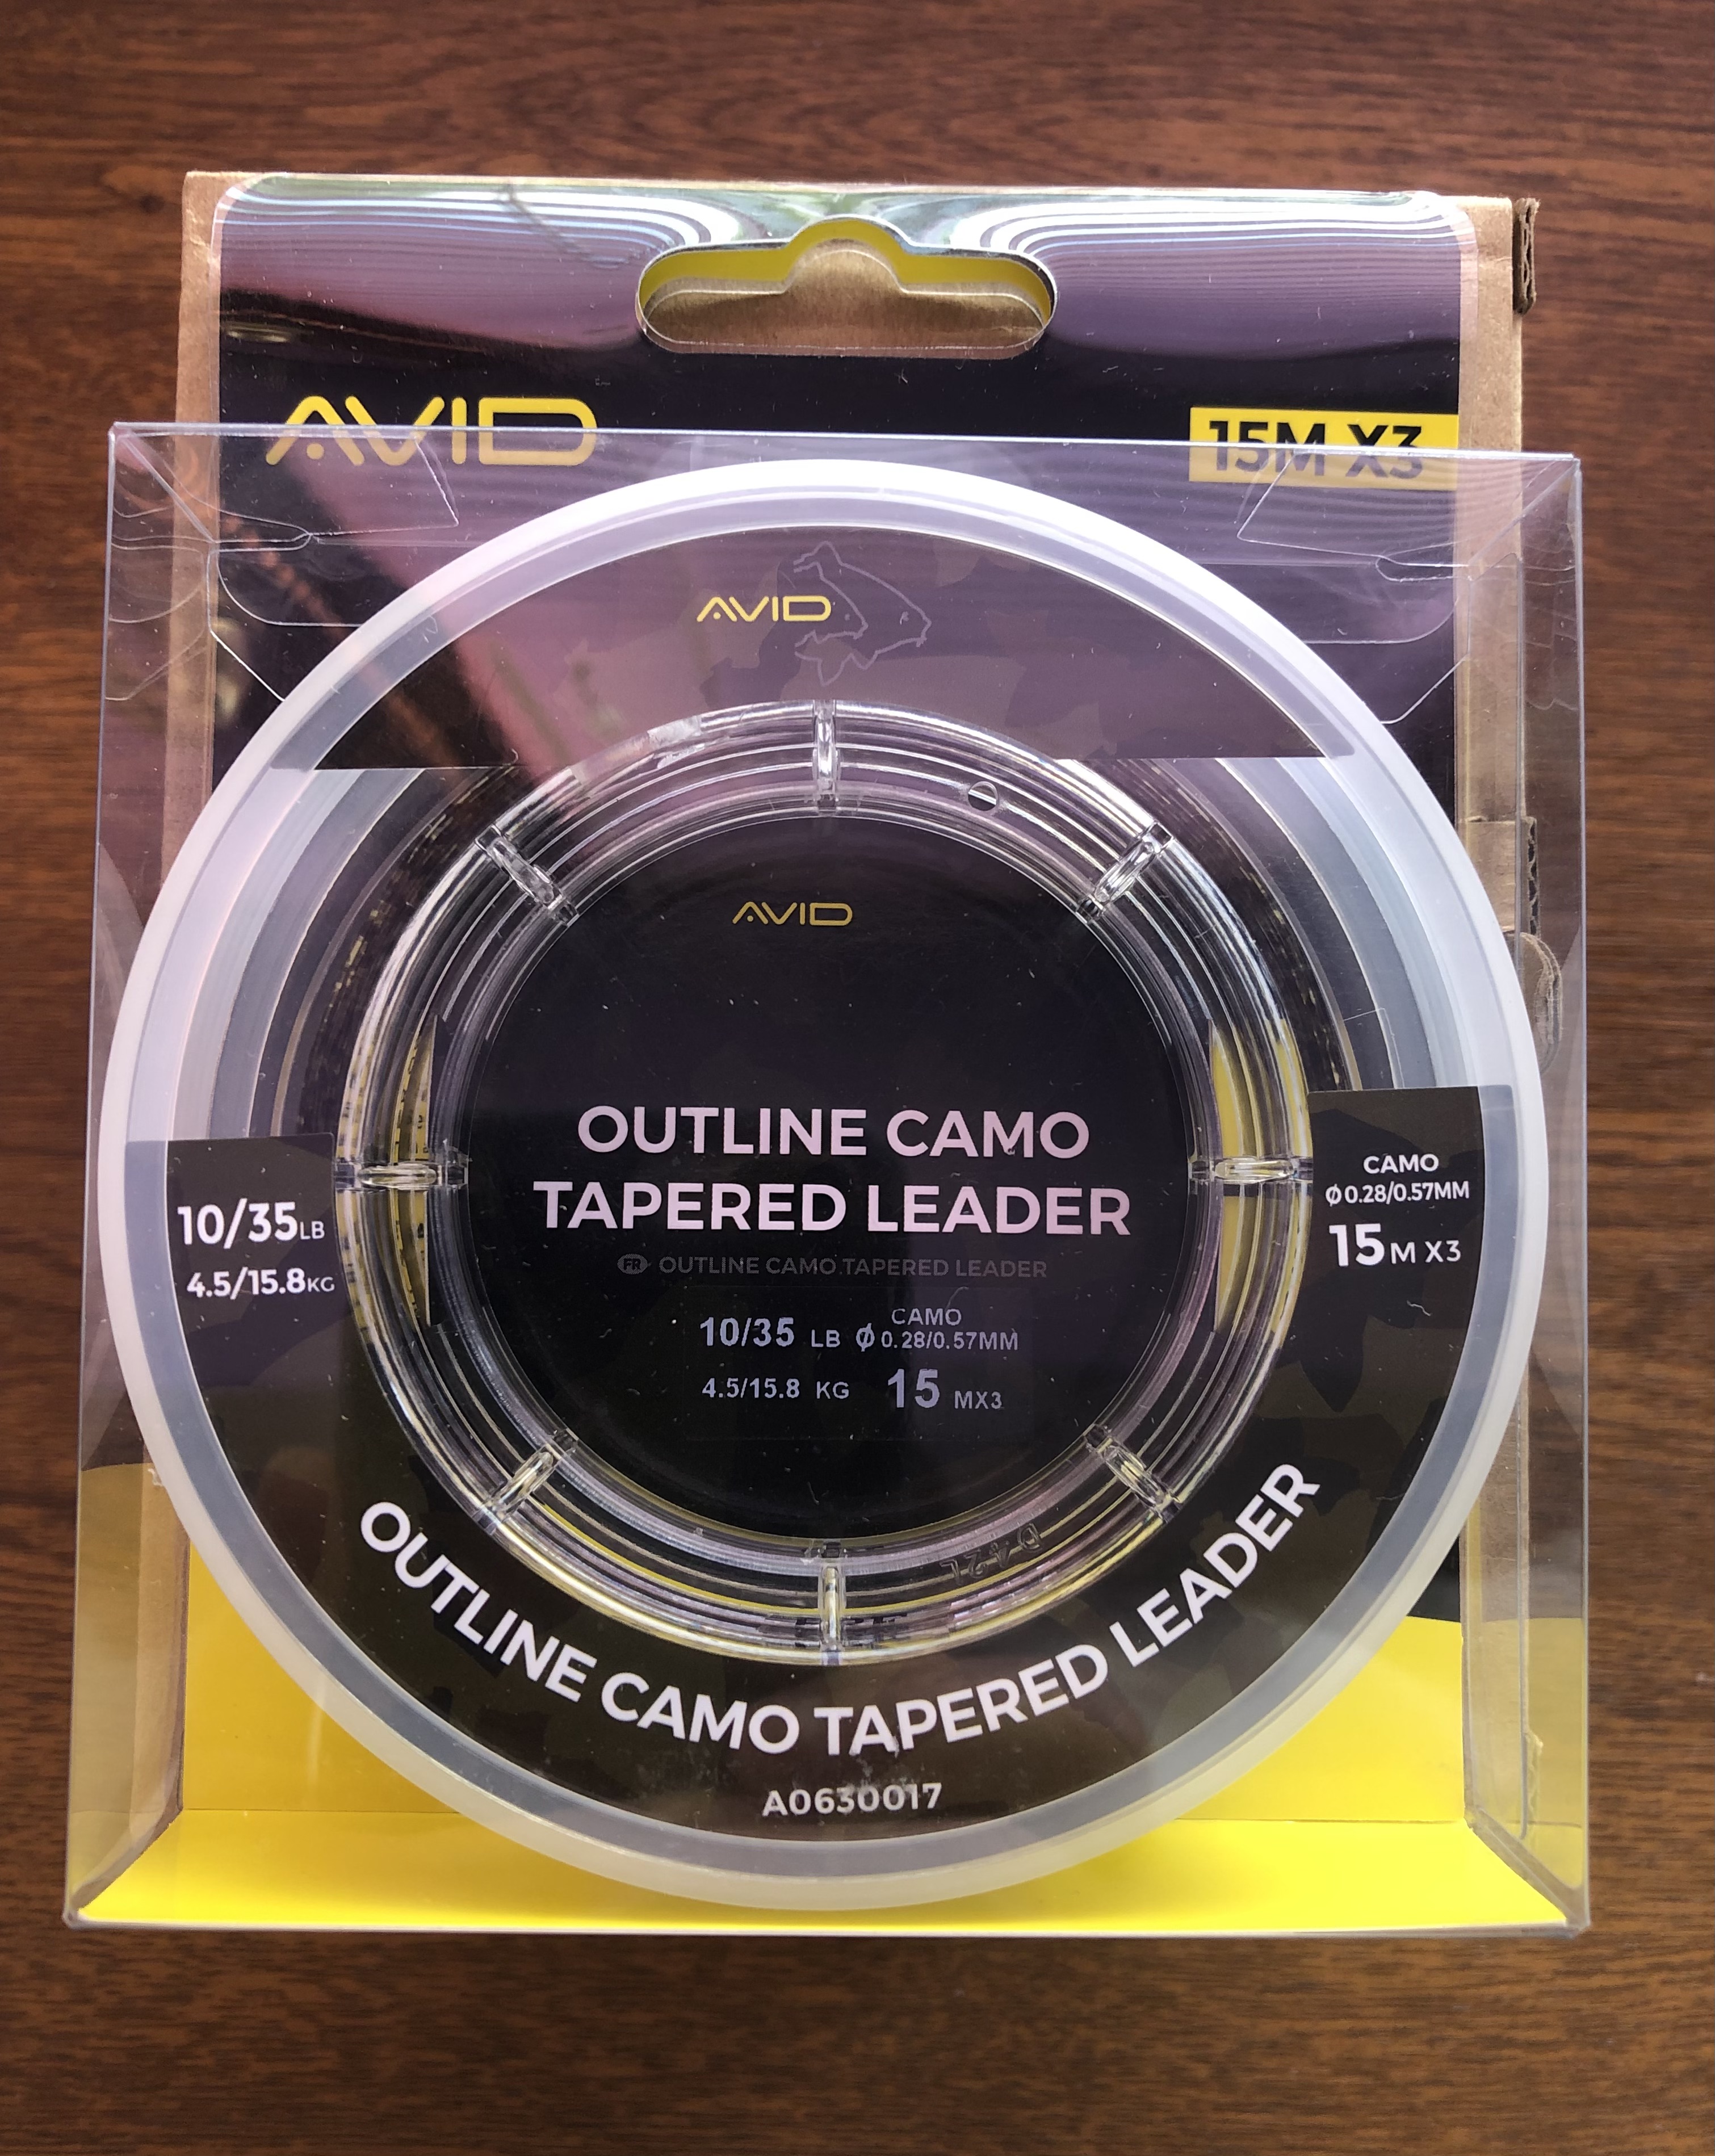 AVID
15M X3
AVID
AVID
OUTLINE CAMO
TAPERED LEADER
FR OUTLINE CAMO TAPERED LEADER
10/35 LB
CAMO
Φ 0.28/0.57MM
4.5/15.8 KG
15 MX3
10/35LB
4.5/15.8KG
CAMO
Φ0.28/0.57MM
15M X3
OUTLINE CAMO TAPERED LEADER
A0630017